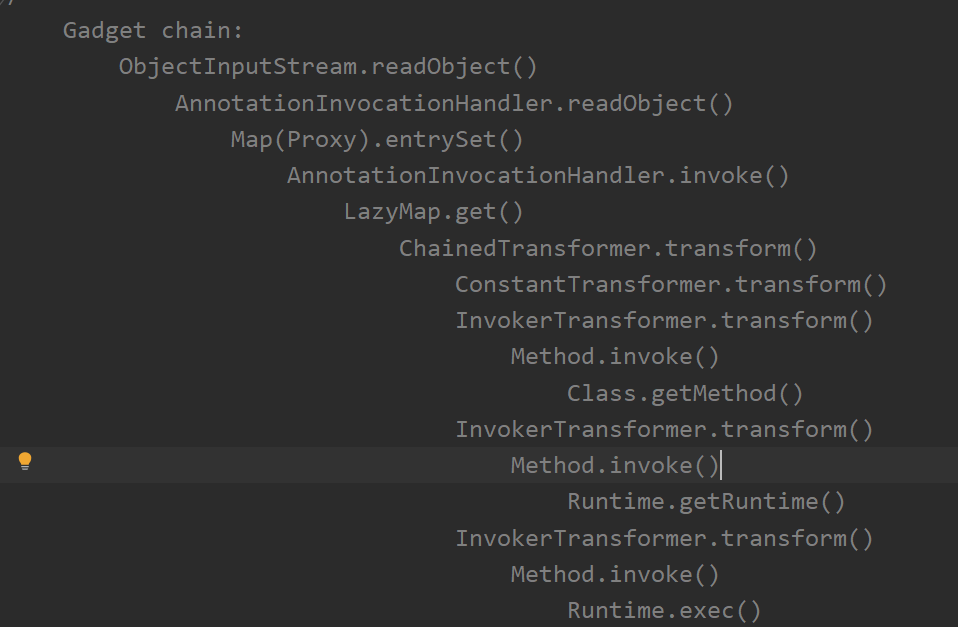 Gadget chain:
ObjectInputStream.readObject()
AnnotationInvocationHandler.readObject()
Map(Proxy).entrySet()
AnnotationInvocationHandler.invoke()
LazyMap.get()
ChainedTransformer.transform()
ConstantTransformer.transform()
InvokerTransformer.transform()
Method.invoke()
Class.getMethod()
InvokerTransformer.transform()
Method.invoke()
Runtime.getRuntime()
InvokerTransformer.transform()
Method.invoke()
Runtime.exec()